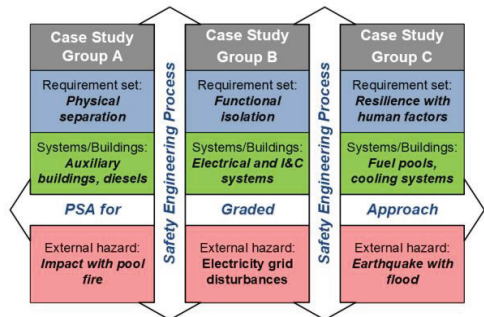 Case Study
Group A
Requirement set:
Physical
separation
Systems/Buildings:
Auxiliary
buildings, diesels
PSA for
External hazard:
Impact with pool
fire
Safety Engineering Process
Case Study
Group B
Requirement set:
Functional
isolation
Systems/Buildings:
Electrical and I&C
systems
Graded
External hazard:
Electricity grid
disturbances
Safety Engineering Process
Case Study
Group C
Requirement set:
Resilience with
human factors
Systems/Buildings:
Fuel pools,
cooling systems
Approach
External hazard:
Earthquake with
flood